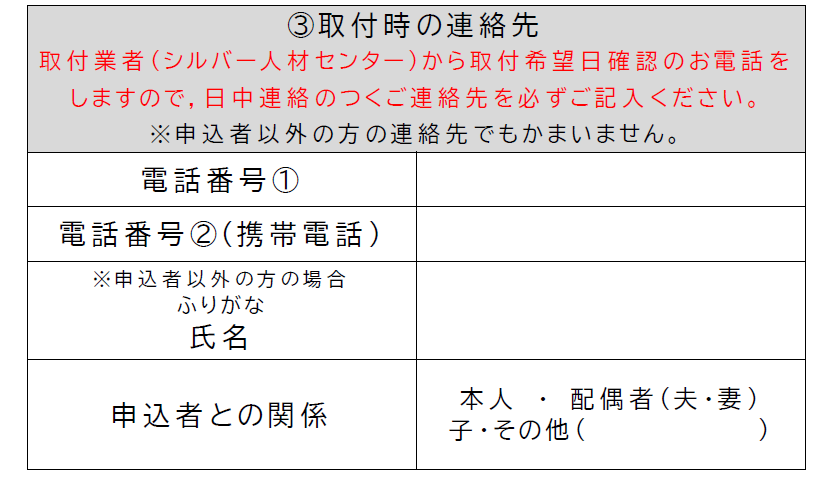 ③取付時の連絡先
取付業者（シルバー人材センター）から取付希望日確認のお電話を
しますので，日中連絡のつくご連絡先を必ずご記入ください。
※申込者以外の方の連絡先でもかまいません。
電話番号①
電話番号②（携帯電話）
※申込者以外の方の場合
ふりがな
氏名
申込者との関係
本人 ・ 配偶者（夫・妻）
子・その他（　　　　　　　）